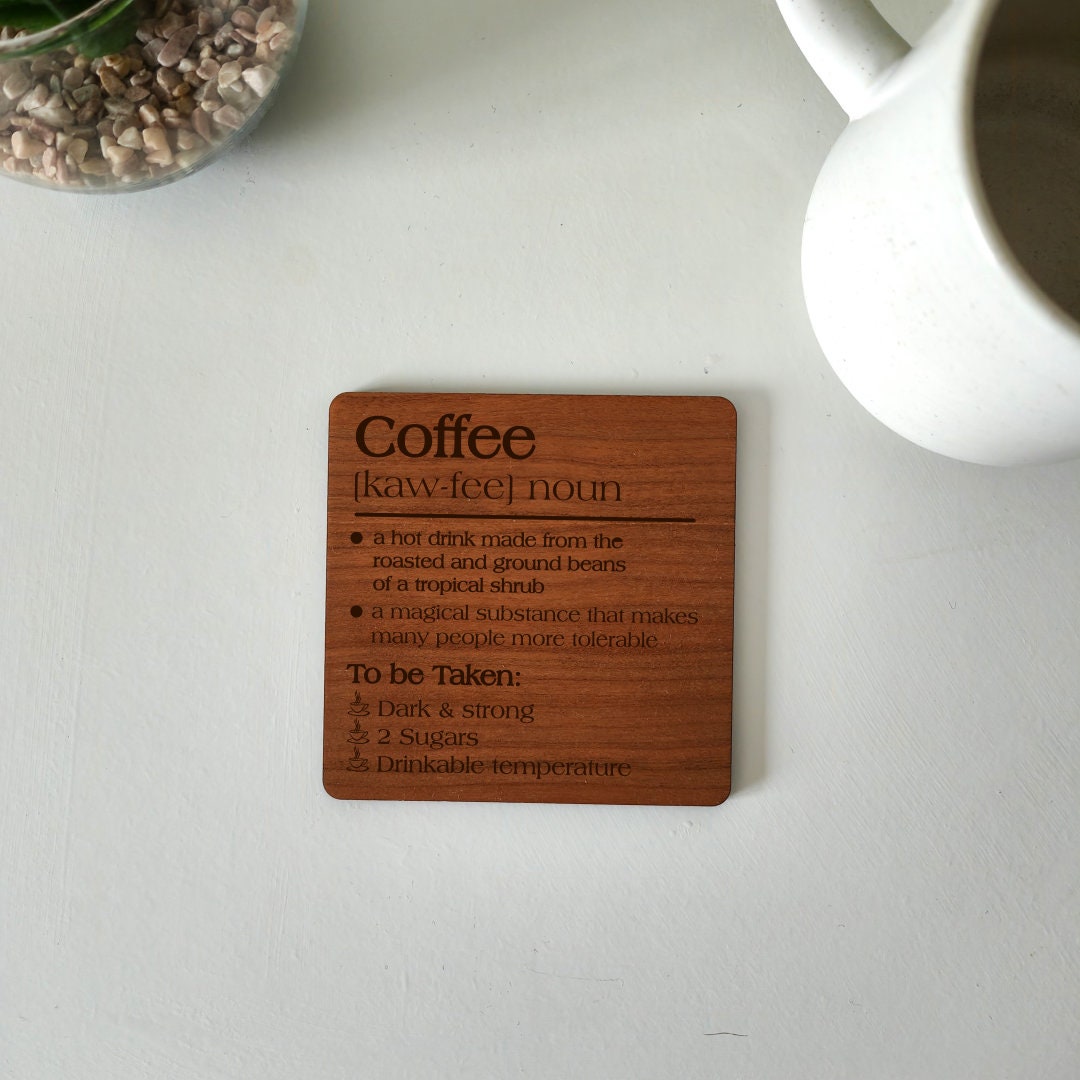 Coffee
[kaw-fee] noun
● a hot drink made from the
roasted and ground beans
of a tropical shrub
● a magical substance that makes
many people more tolerable
To be Taken:
Dark & strong
2 Sugars
Drinkable temperature